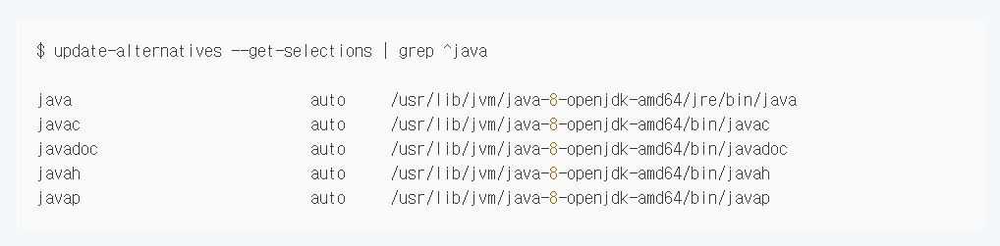 $ update-alternatives --get-selections | grep ^java
java auto /usr/lib/jvm/java-8-openjdk-amd64/jre/bin/java
javac auto /usr/lib/jvm/java-8-openjdk-amd64/bin/javac
javadoc auto /usr/lib/jvm/java-8-openjdk-amd64/bin/javadoc
javah auto /usr/lib/jvm/java-8-openjdk-amd64/bin/javah
javap auto /usr/lib/jvm/java-8-openjdk-amd64/bin/javap